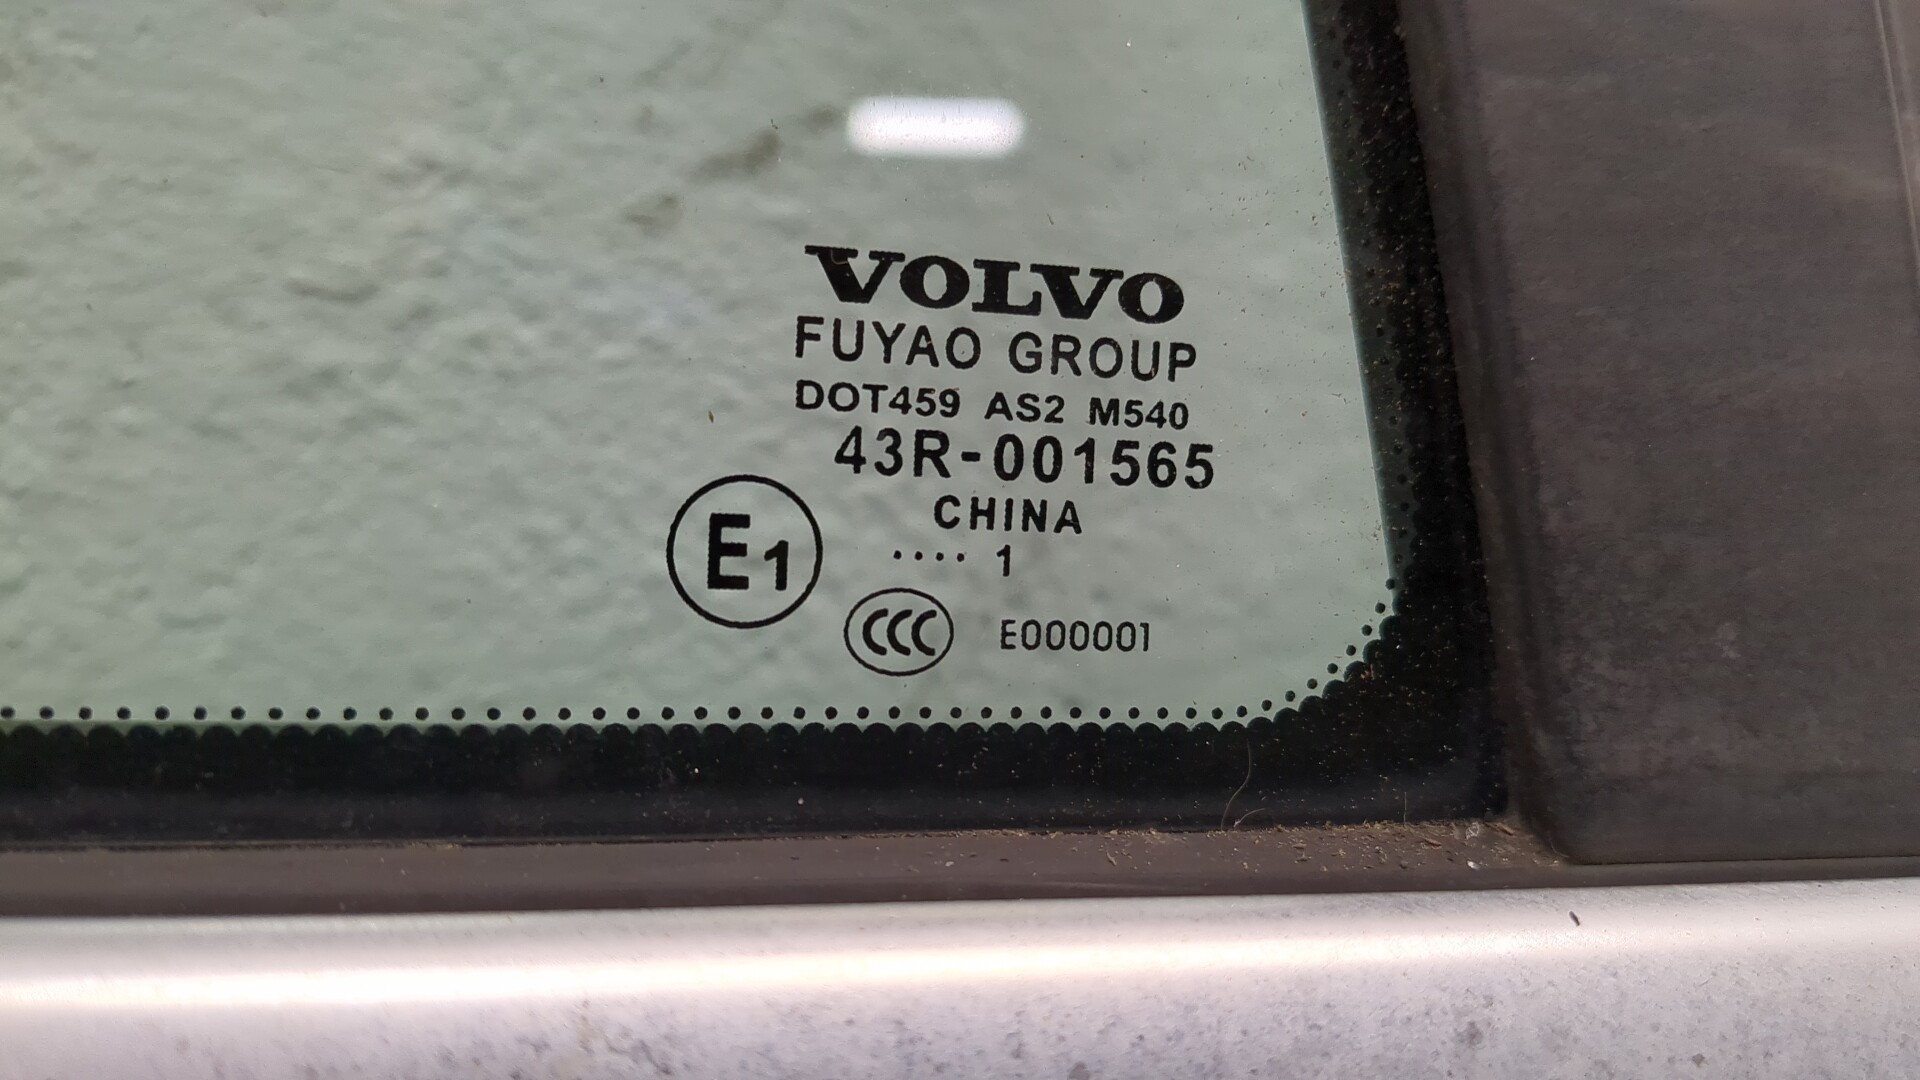 VOLVO
FUYAO GROUP
DOT459 AS2 M540
43R-001565
CHINA
E1
.... 1
CCC E000001